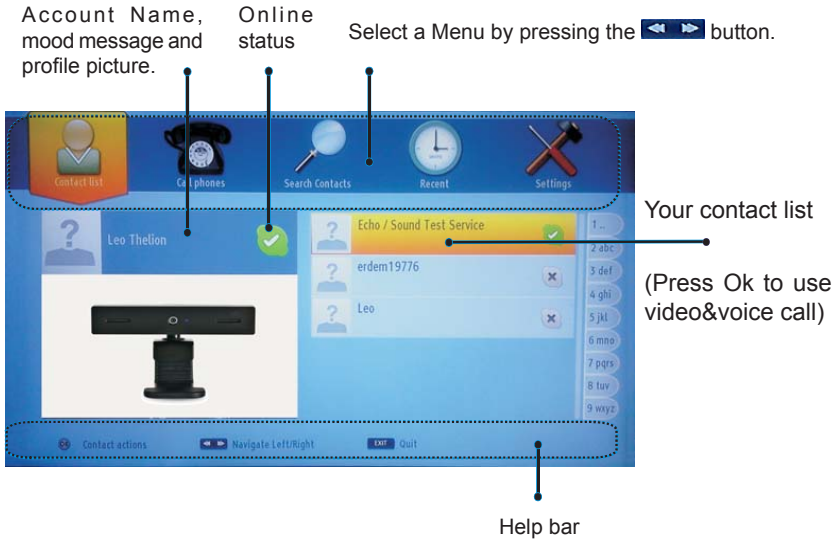 Account Name,
mood message and
profile picture.
Online
status
Select a Menu by pressing the button.
Contact list
Call phones
Search Contacts
Recent
Settings
Leo Thelion
Echo / Sound Test Service
erdem19776
Leo
1 ..
2 abc
3 def
4 ghi
5 jkl
6 mno
7 pqrs
8 tuv
9 wxyz
Your contact list
(Press Ok to use
video&voice call)
OK Contact actions
Navigate Left/Right
EXIT Quit
Help bar